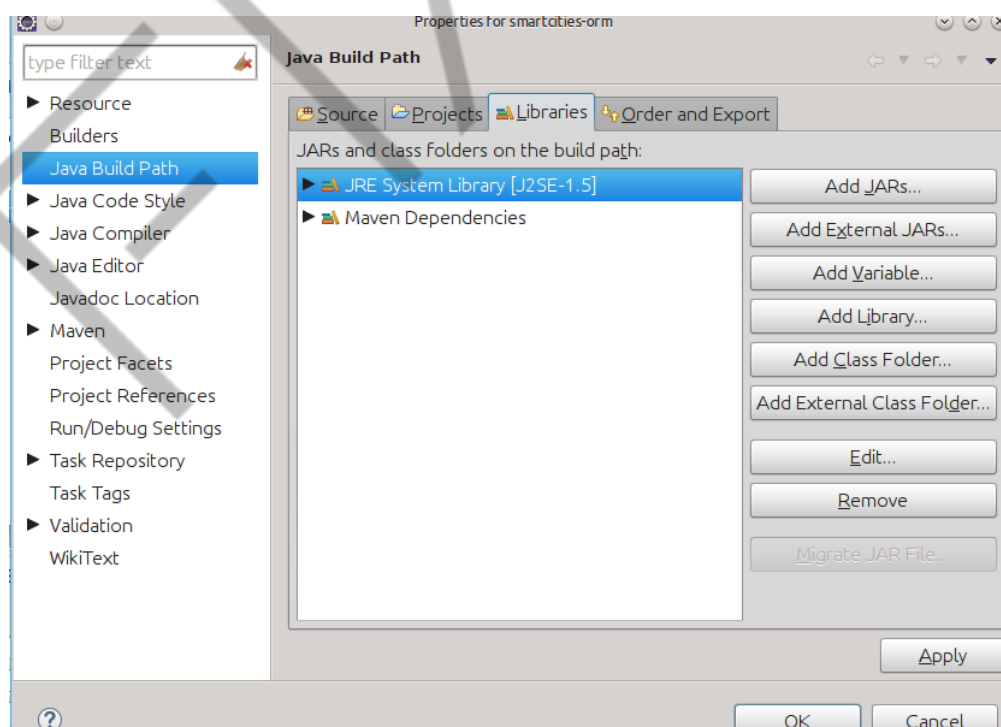 Properties for smartcities-orm
type filter text
Java Build Path
Resource
Builders
Java Build Path
Java Code Style
Java Compiler
Java Editor
Javadoc Location
Maven
Project Facets
Project References
Run/Debug Settings
Task Repository
Task Tags
Validation
WikiText
Source Projects Libraries Order and Export
JARs and class folders on the build path:
JRE System Library [J2SE-1.5]
Maven Dependencies
Add JARs...
Add External JARs...
Add Variable...
Add Library...
Add Class Folder...
Add External Class Folder...
Edit...
Remove
Migrate JAR File...
Apply
?
OK Cancel